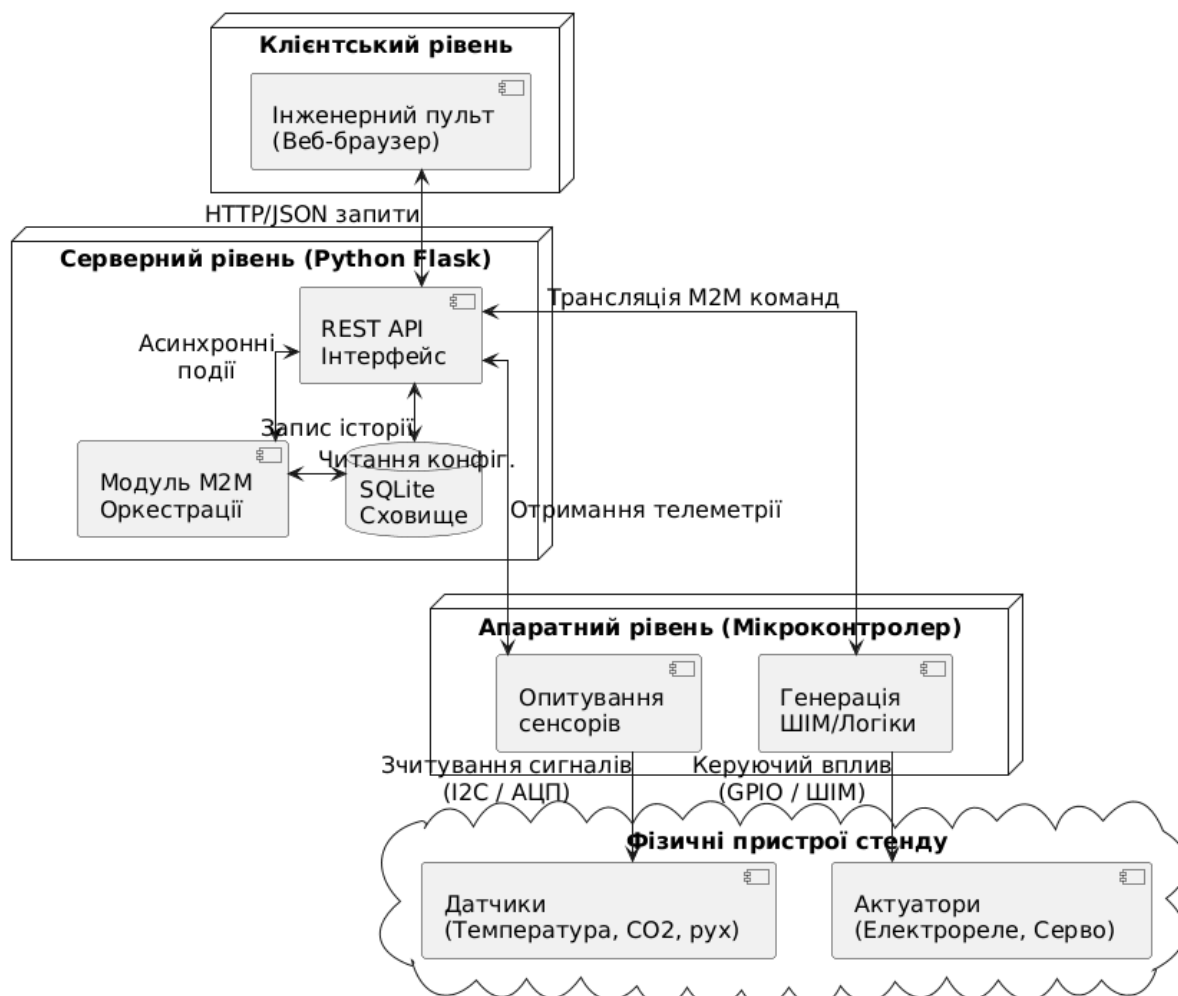 Клієнтський рівень
Інженерний пульт
(Веб-браузер)
HTTP/JSON запити
Серверний рівень (Python Flask)
REST API
Інтерфейс
Трансляція M2M команд
Асинхронні
події
Запис історії
Читання конфіг.
Модуль M2M
Оркестрації
SQLite
Сховище
Отримання телеметрії
Апаратний рівень (Мікроконтролер)
Опитування
сенсорів
Генерація
ШІМ/Логіки
Зчитування сигналів
(I2C / АЦП)
Керуючий вплив
(GPIO / ШІМ)
Фізичні пристрої стенду
Датчики
(Температура, CO2, рух)
Актуатори
(Електрореле, Серво)